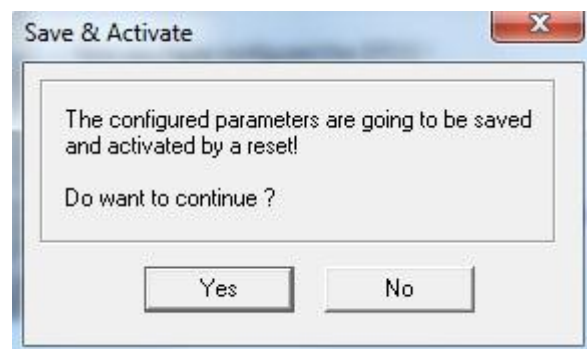 Save & Activate
The configured parameters are going to be saved
and activated by a reset!
Do want to continue ?
Yes
No